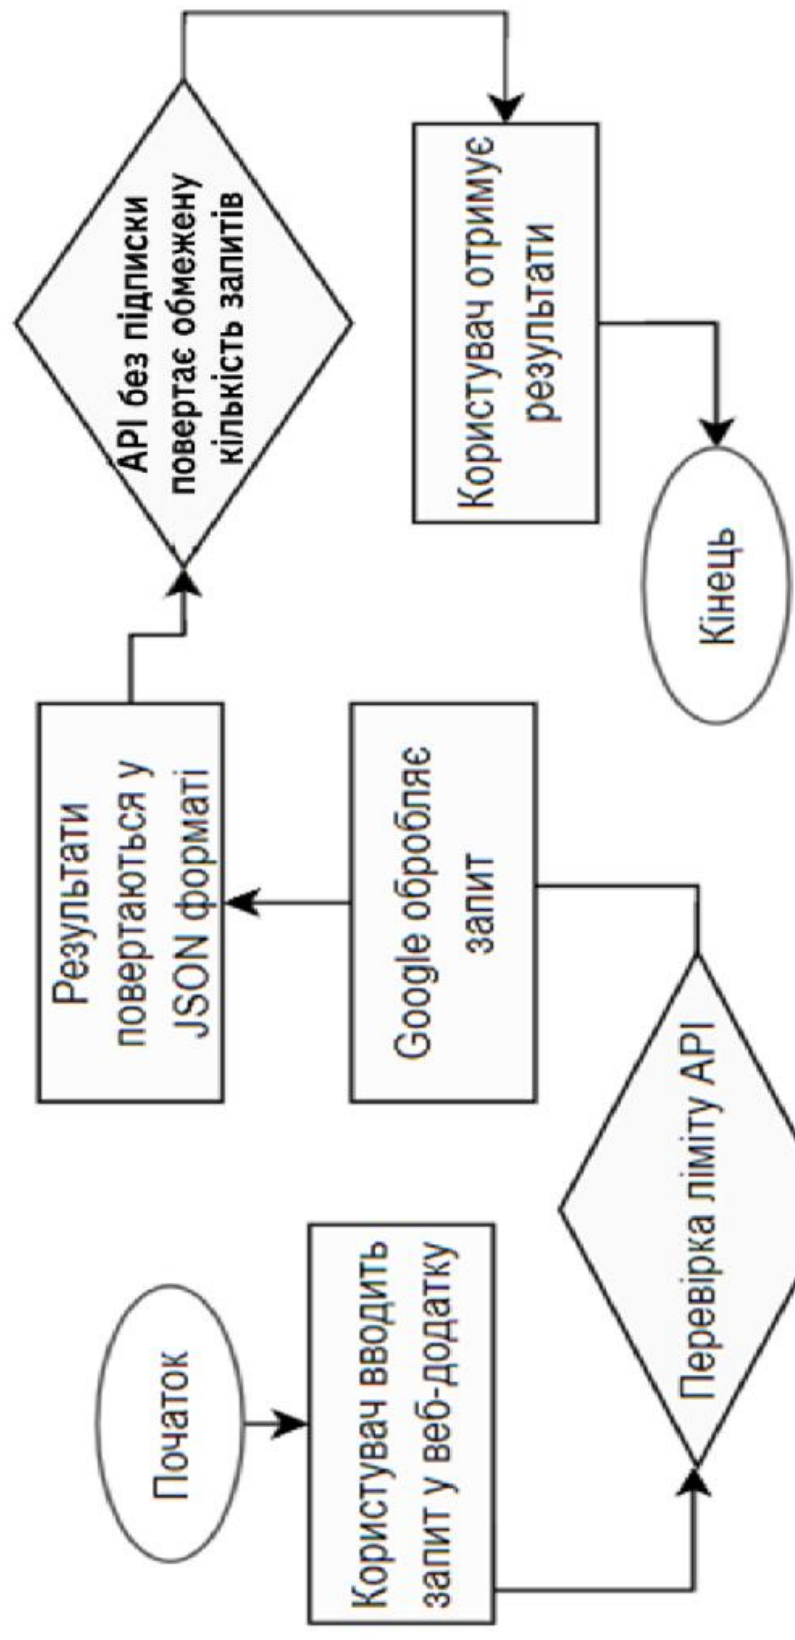 Початок
Користувач вводить
запит у веб-додатку
Перевірка ліміту API
Google обробляє
запит
Результати
повертаються у
JSON форматі
API без підписки
повертає обмежену
кількість запитів
Користувач отримує
результати
Кінець